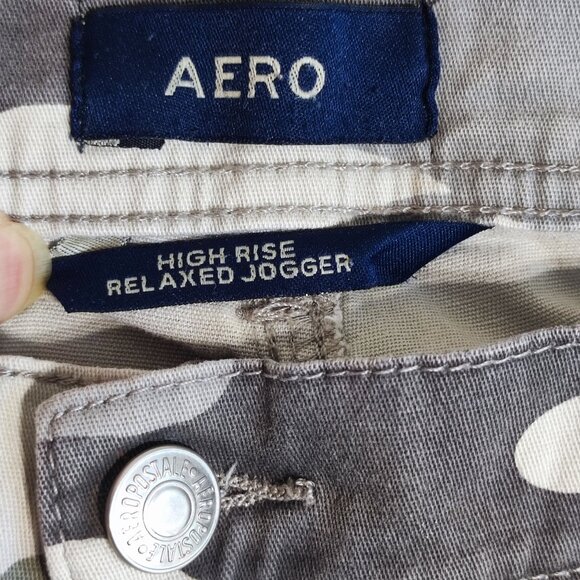 AERO
HIGH RISE
RELAXED JOGGER
AEROPOSTALE•AEROPOSTALE•